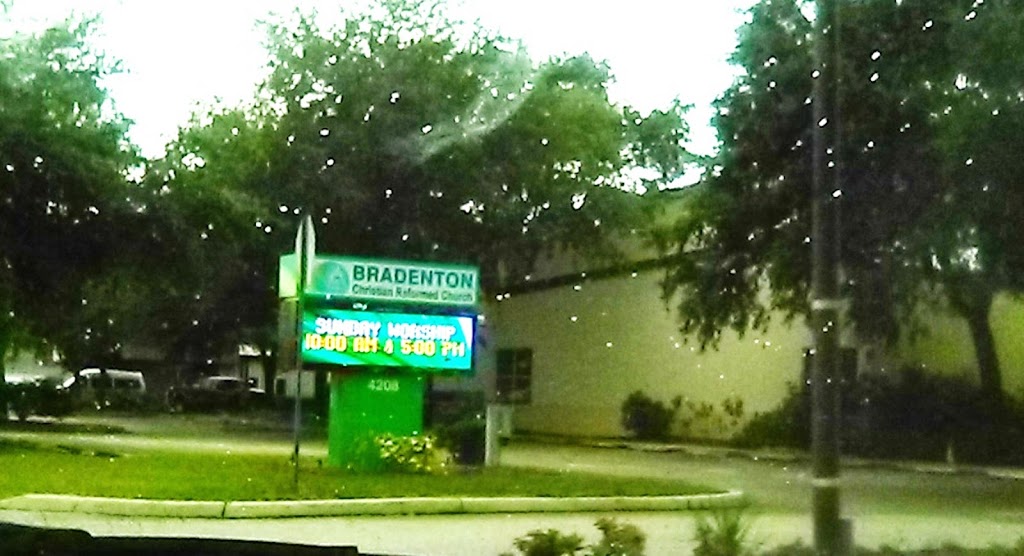 BRADENTON
Christian Reformed Church
SUNDAY WORSHIP
10:00 AM & 5:00 PM
4208